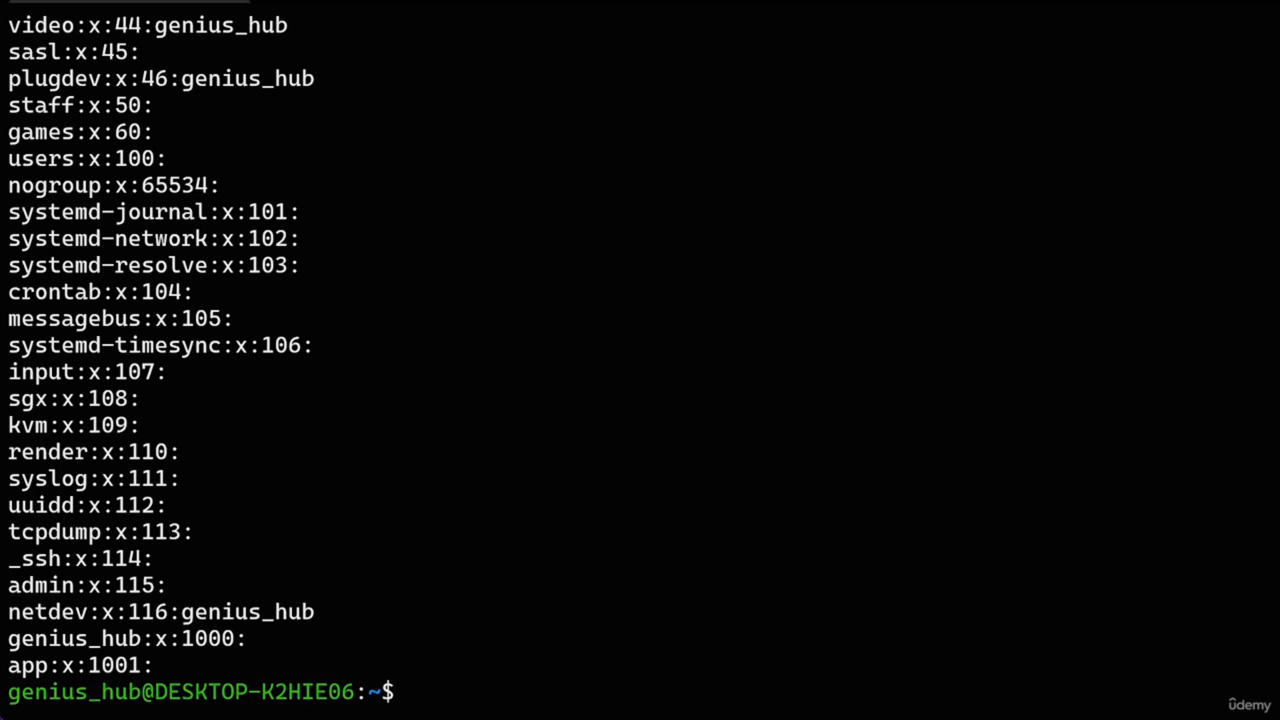 video:x:44:genius_hub
sasl:x:45:
plugdev:x:46:genius_hub
staff:x:50:
games:x:60:
users:x:100:
nogroup:x:65534:
systemd-journal:x:101:
systemd-network:x:102:
systemd-resolve:x:103:
crontab:x:104:
messagebus:x:105:
systemd-timesync:x:106:
input:x:107:
sgx:x:108:
kvm:x:109:
render:x:110:
syslog:x:111:
uuidd:x:112:
tcpdump:x:113:
_ssh:x:114:
admin:x:115:
netdev:x:116:genius_hub
genius_hub:x:1000:
app:x:1001:
genius_hub@DESKTOP-K2HIE06:~$
ûdemy